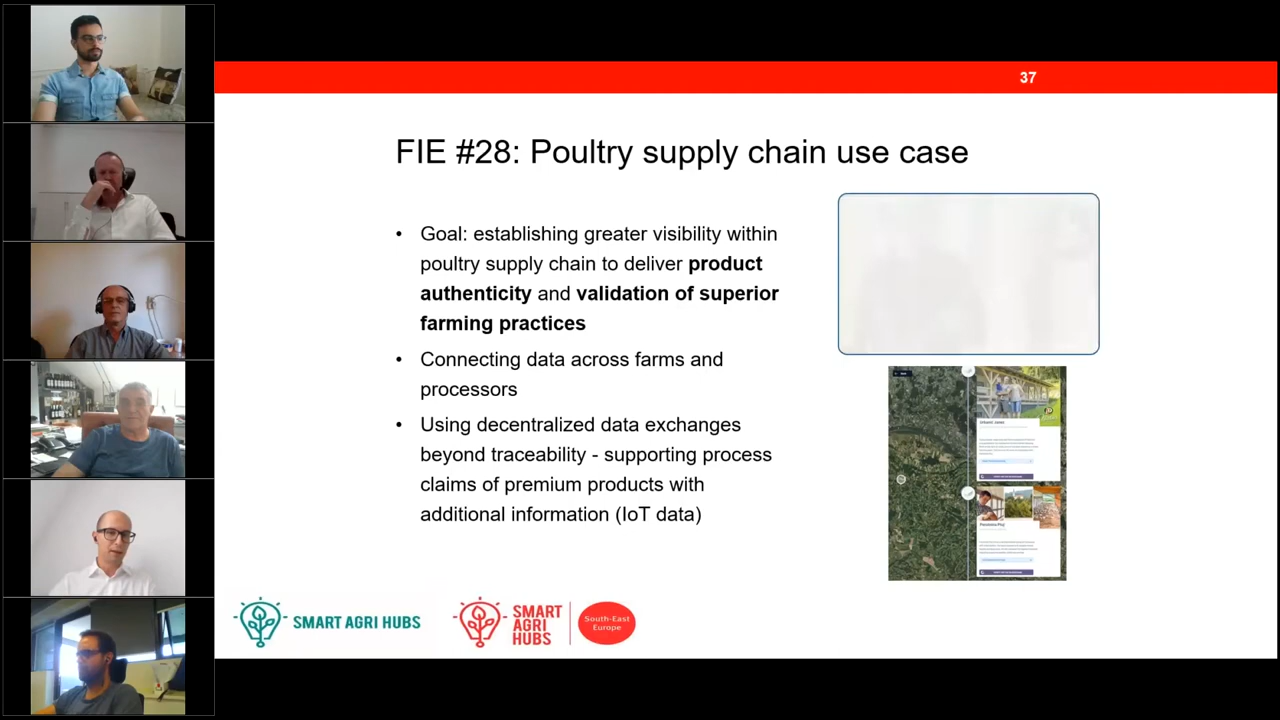 37
FIE #28: Poultry supply chain use case
• Goal: establishing greater visibility within
poultry supply chain to deliver product
authenticity and validation of superior
farming practices
• Connecting data across farms and
processors
• Using decentralized data exchanges
beyond traceability - supporting process
claims of premium products with
additional information (IoT data)
SMART AGRI HUBS
SMART
AGRI
HUBS
South-East
Europe